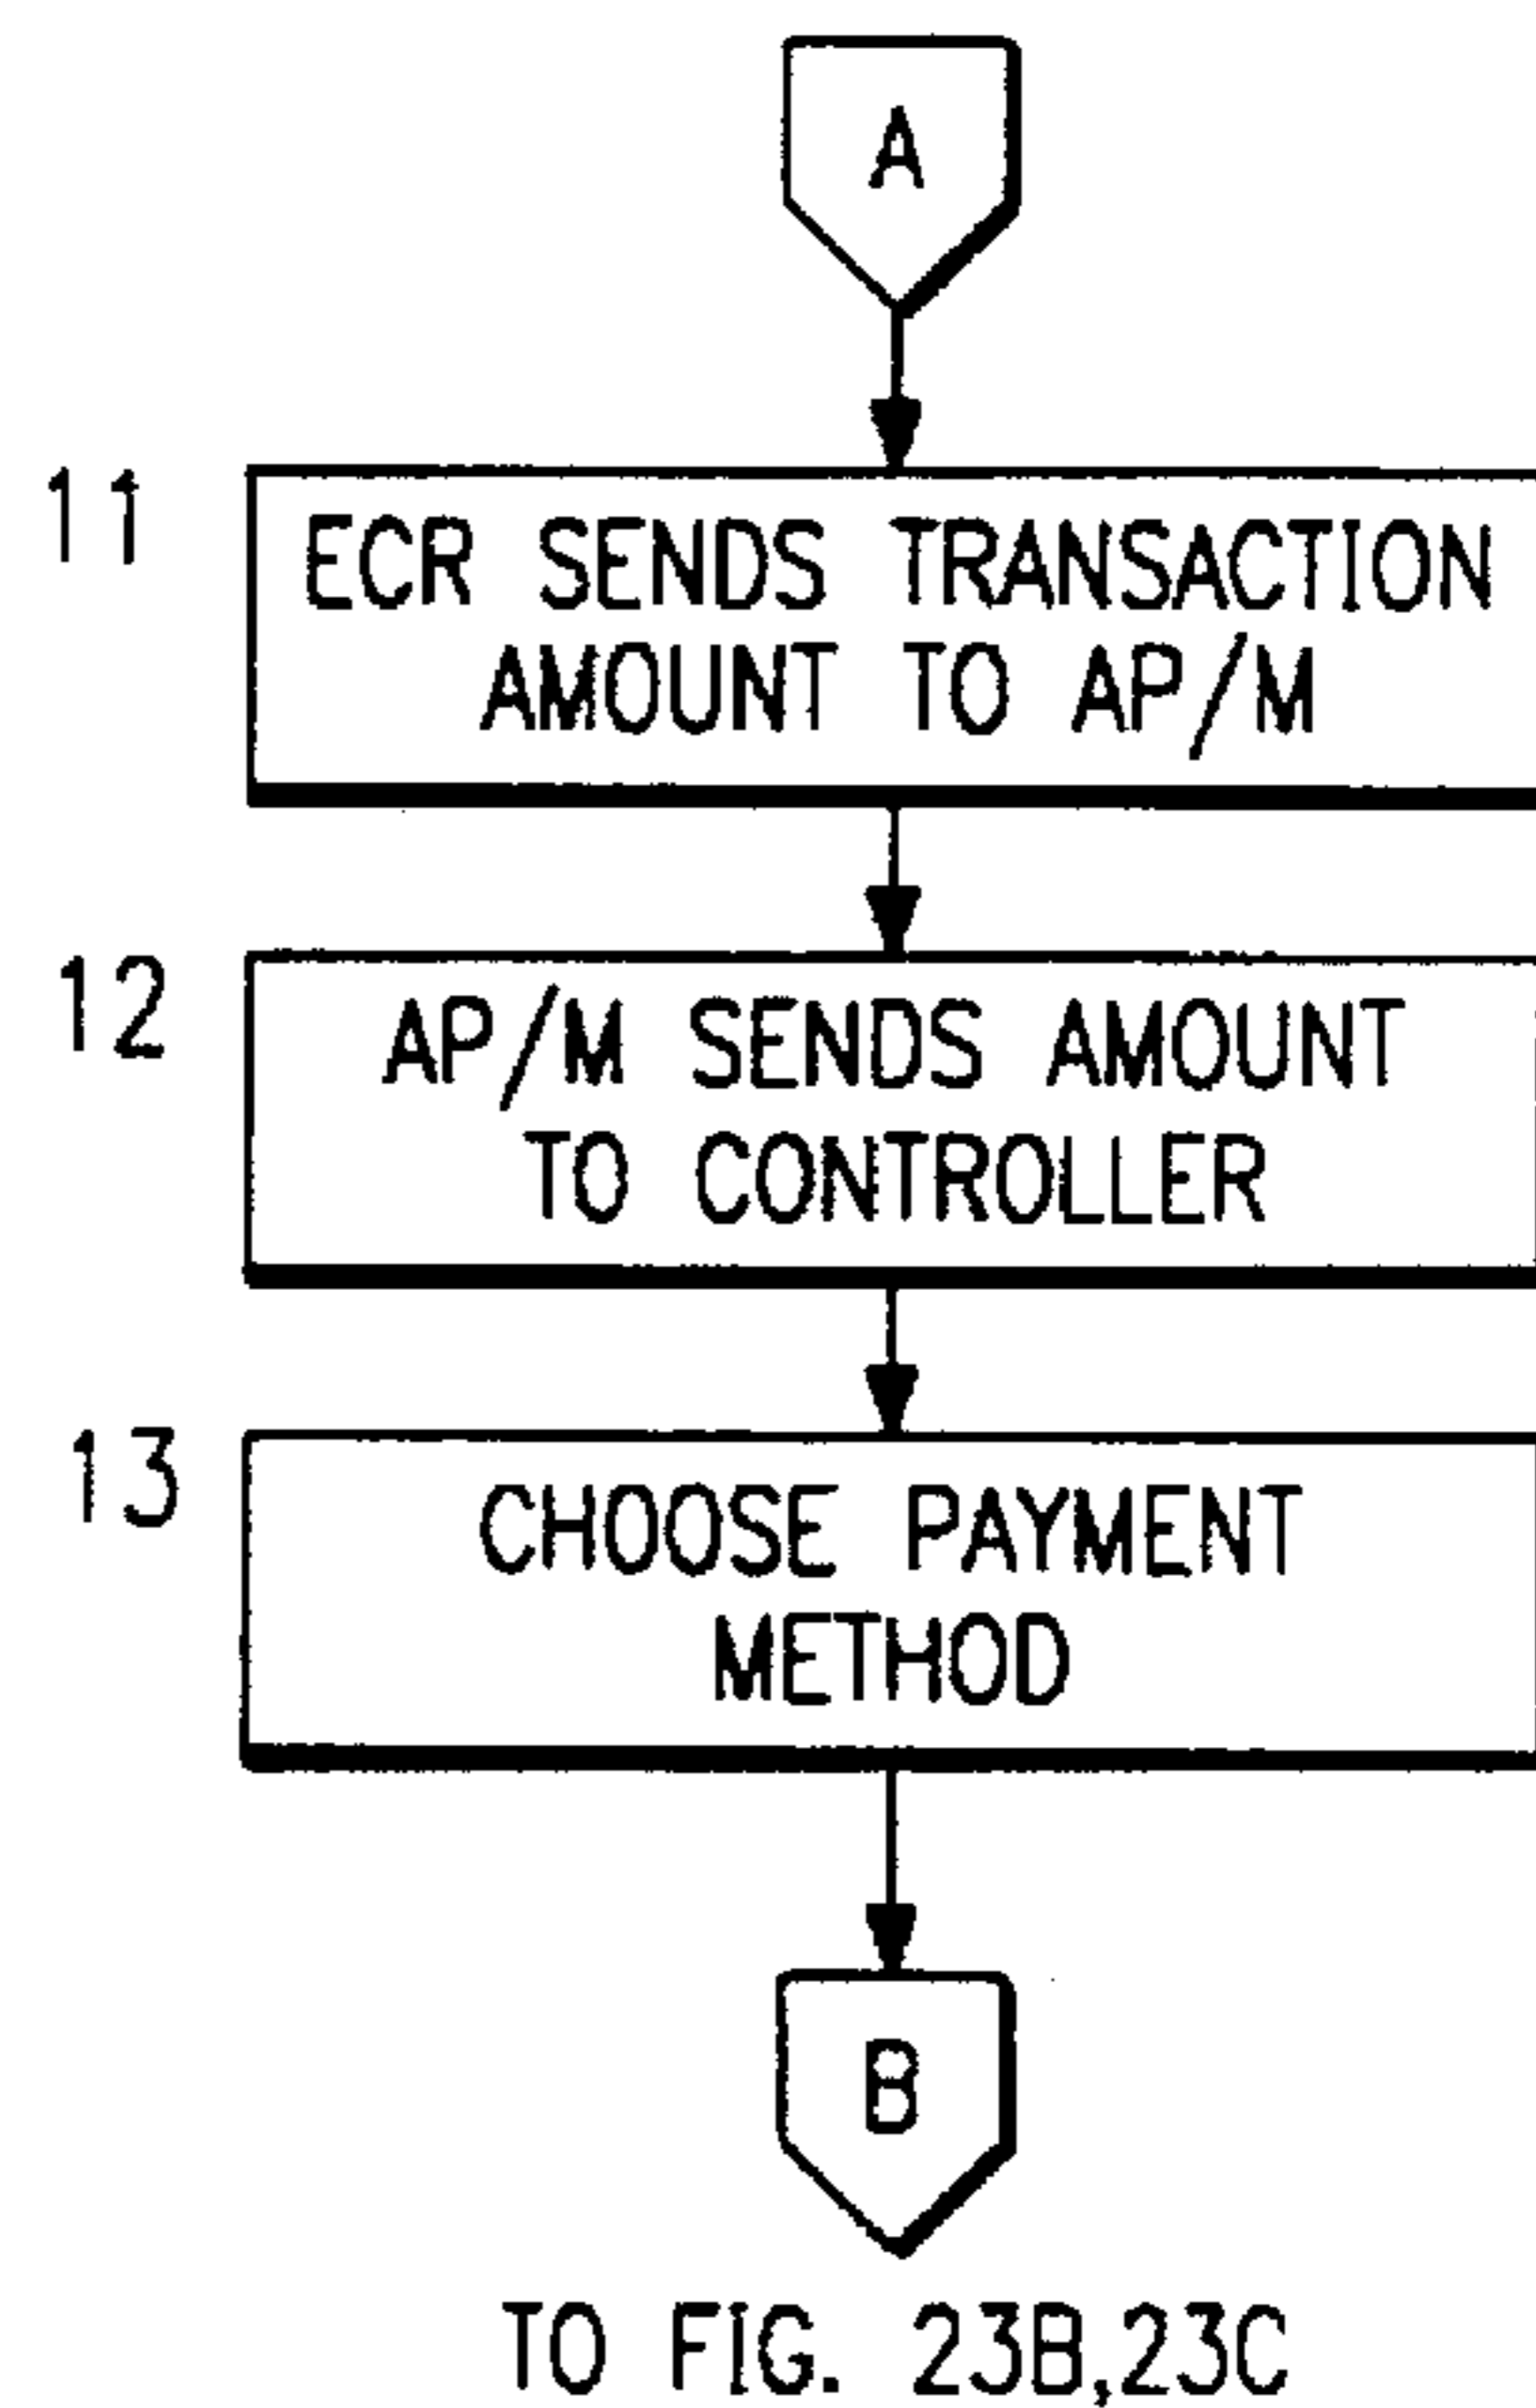 A
11
ECR SENDS TRANSACTION
AMOUNT TO AP/M
12
AP/M SENDS AMOUNT
TO CONTROLLER
13
CHOOSE PAYMENT
METHOD
B
TO FIG. 23B,23C